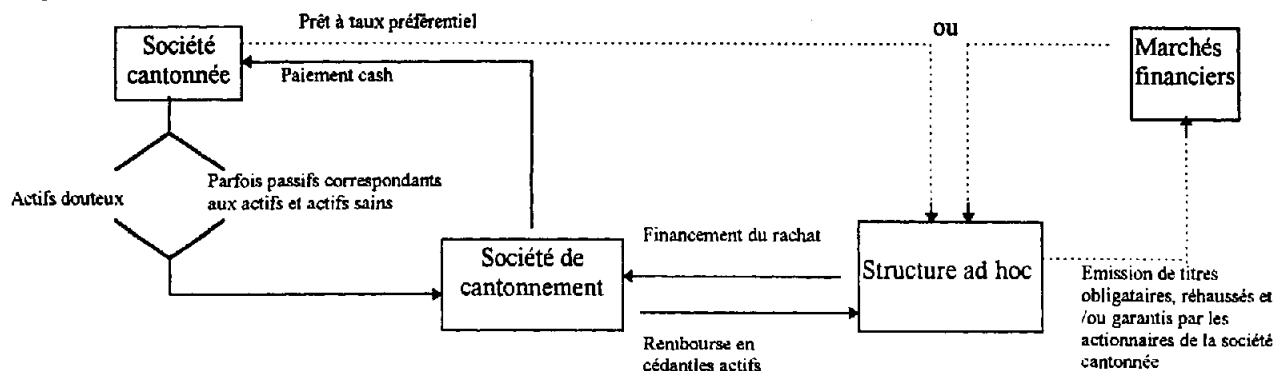 Prêt à taux préférentiel
ou
Société
cantonnée
Marchés
financiers
Paiement cash
Actifs douteux
Parfois passifs correspondants
aux actifs et actifs sains
Financement du rachat
Société de
cantonnement
Structure ad hoc
Emission de titres
obligataires, réhaussés et
/ou garantis par les
actionnaires de la société
cantonnée
Rembourse en
cédantles actifs